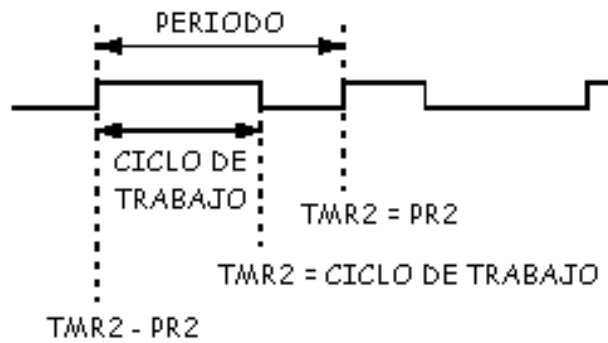 PERIODO
CICLO DE
TRABAJO
TMR2 = PR2
TMR2 = CICLO DE TRABAJO
TMR2 - PR2